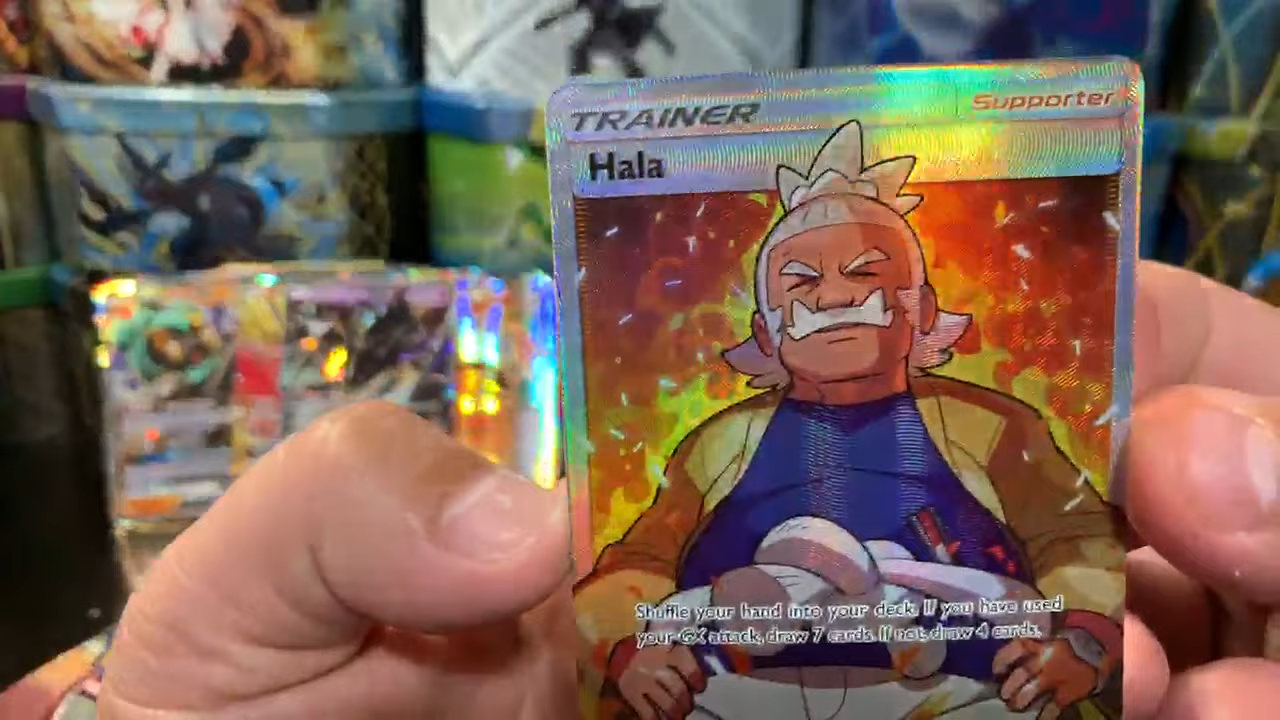 TRAINER
Supporter
Hala
Shuffle your hand into your deck. If you have used
your GX attack, draw 7 cards. If not, draw 4 cards.